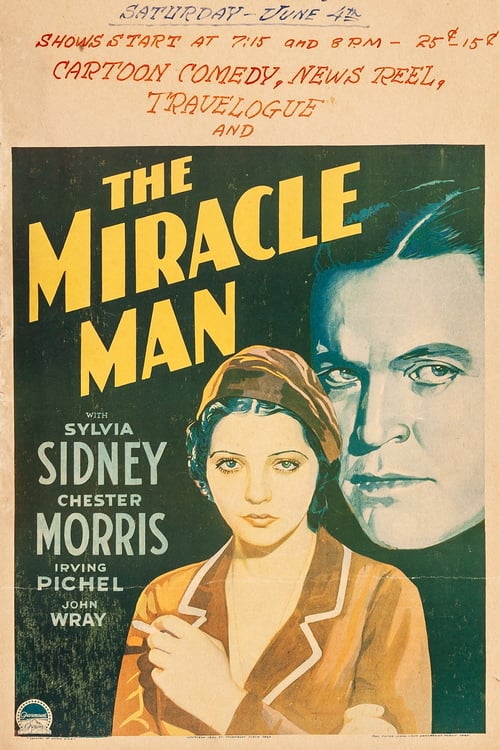 SATURDAY - JUNE 4TH
SHOWS START AT 7:15 and 8 PM - 25¢ 15¢
CARTOON COMEDY, NEWS REEL,
TRAVELOGUE
AND
THE
MIRACLE
MAN
WITH
SYLVIA
SIDNEY
CHESTER
MORRIS
IRVING
PICHEL
JOHN
WRAY
Paramount